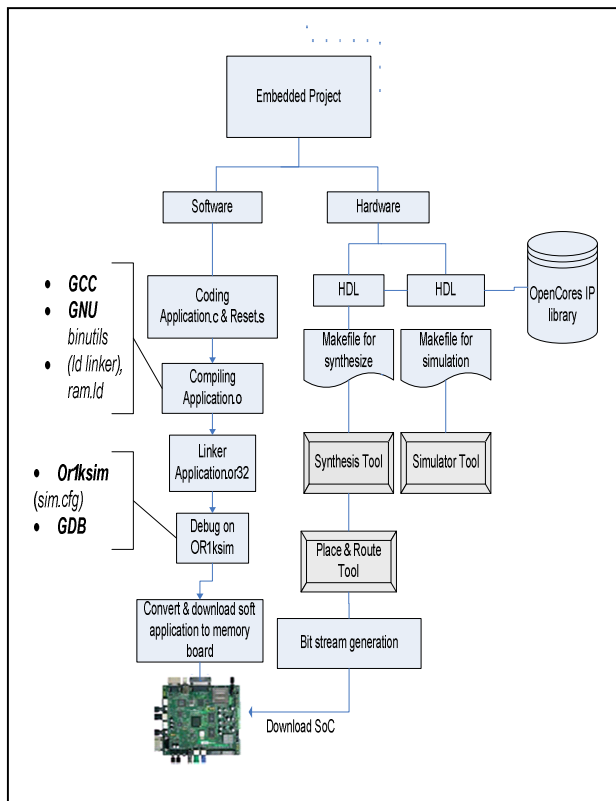 Embedded Project
Software
Hardware
HDL
HDL
OpenCores IP
library
• GCC
• GNU
binutils
• (ld linker),
ram.ld
Coding
Application.c & Reset.s
Makefile for
synthesize
Makefile for
simulation
Compiling
Application.o
Linker
Application.or32
Synthesis Tool
Simulator Tool
• Or1ksim
(sim.cfg)
• GDB
Debug on
OR1ksim
Place & Route
Tool
Convert & download soft
application to memory
board
Bit stream generation
Download SoC